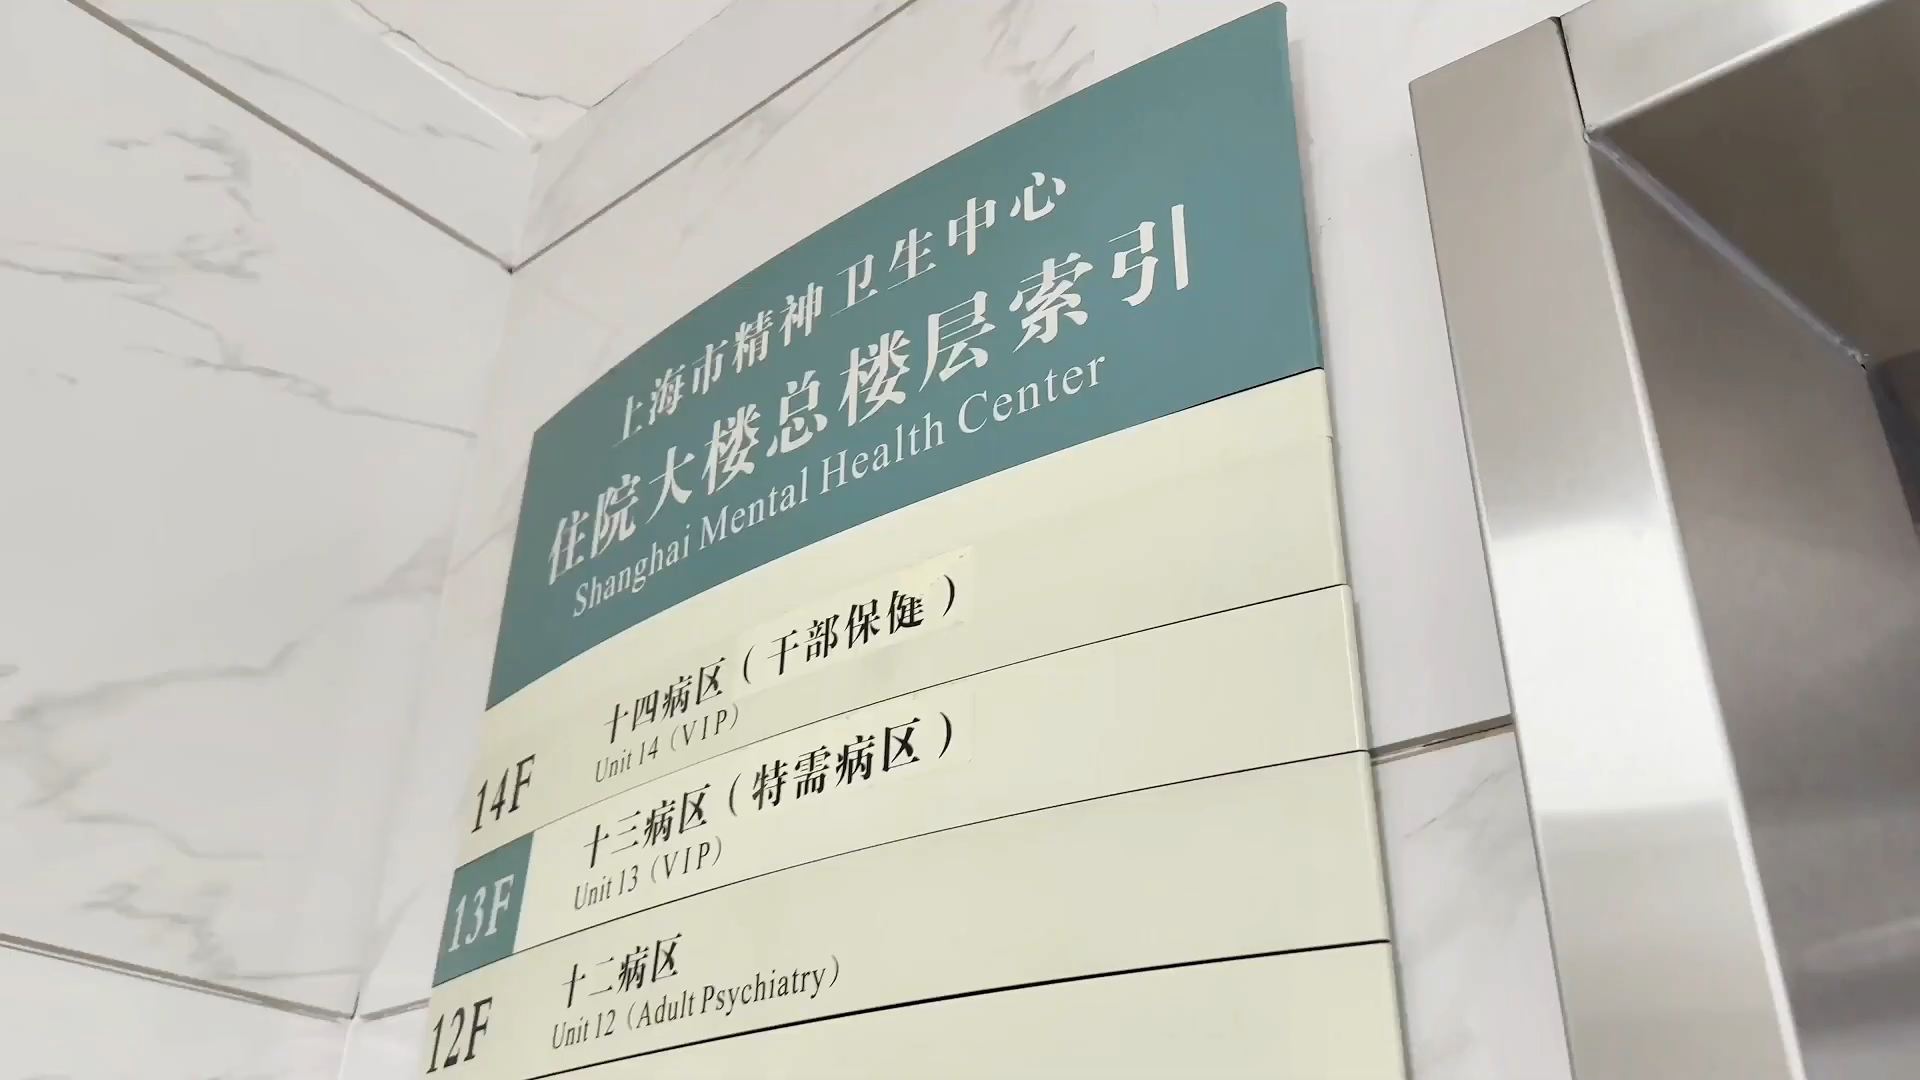 上海市精神卫生中心
住院大楼总楼层索引
Shanghai Mental Health Center
14F
十四病区（干部保健）
Unit 14 (VIP)
13F
十三病区（特需病区）
Unit 13 (VIP)
12F
十二病区
Unit 12 (Adult Psychiatry)